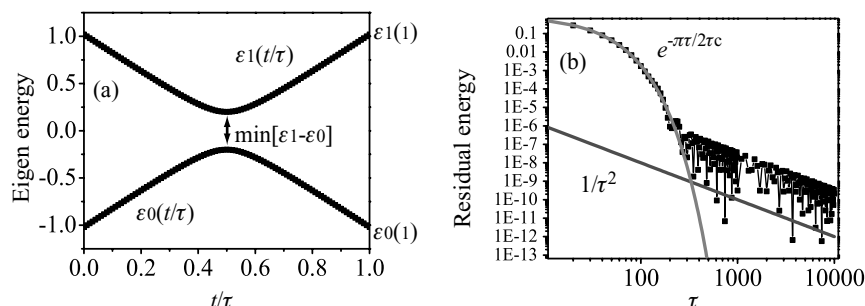 1.0
0.5
0.0
-0.5
-1.0
Eigen energy
(a)
ε1(t/τ)
ε1(1)
min[ε1-ε0]
ε0(t/τ)
ε0(1)
0.0 0.2 0.4 0.6 0.8 1.0
t/τ
0.1
0.01
1E-3
1E-4
1E-5
1E-6
1E-7
1E-8
1E-9
1E-10
1E-11
1E-12
1E-13
Residual energy
(b)
e-πτ/2τc
1/τ2
100 1000 10000
τ